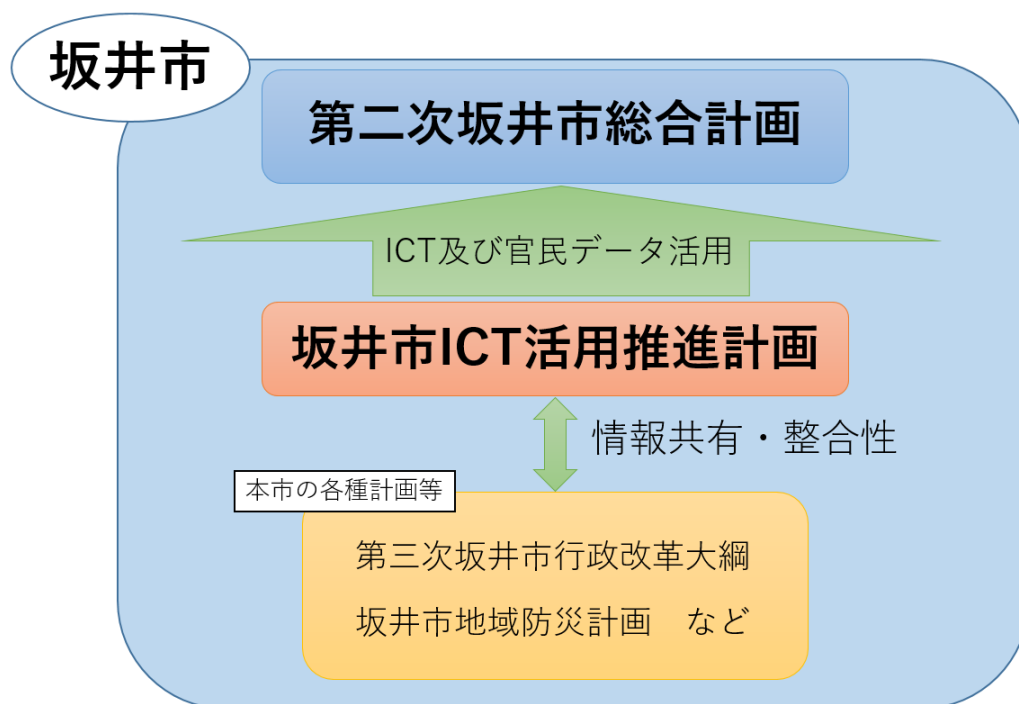 坂井市
第二次坂井市総合計画
ICT及び官民データ活用
坂井市ICT活用推進計画
情報共有・整合性
本市の各種計画等
第三次坂井市行政改革大綱
坂井市地域防災計画　など